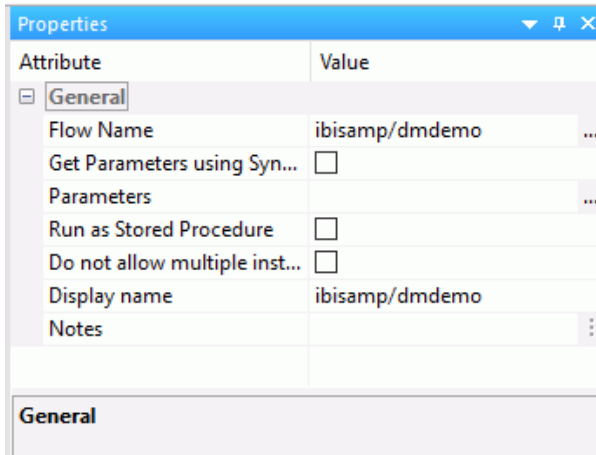 Properties
Attribute Value
General
Flow Name ibisamp/dmdemo ...
Get Parameters using Syn...
Parameters ...
Run as Stored Procedure
Do not allow multiple inst...
Display name ibisamp/dmdemo
Notes
General